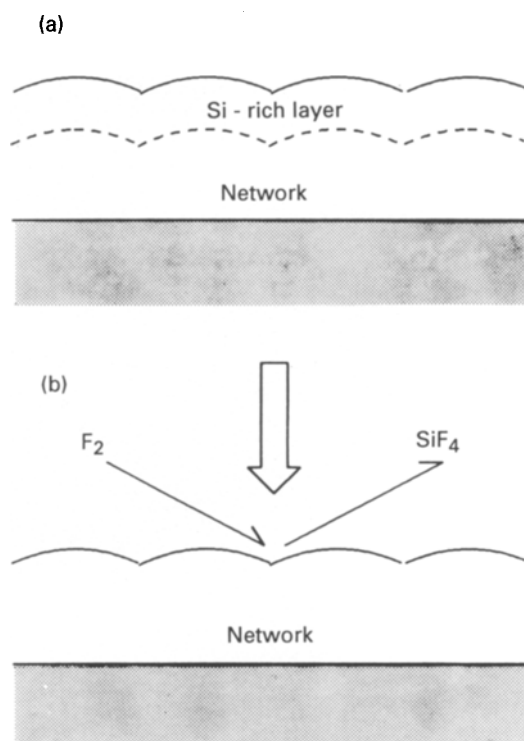 (a)
Si - rich layer
Network
(b)
F₂
SiF₄
Network